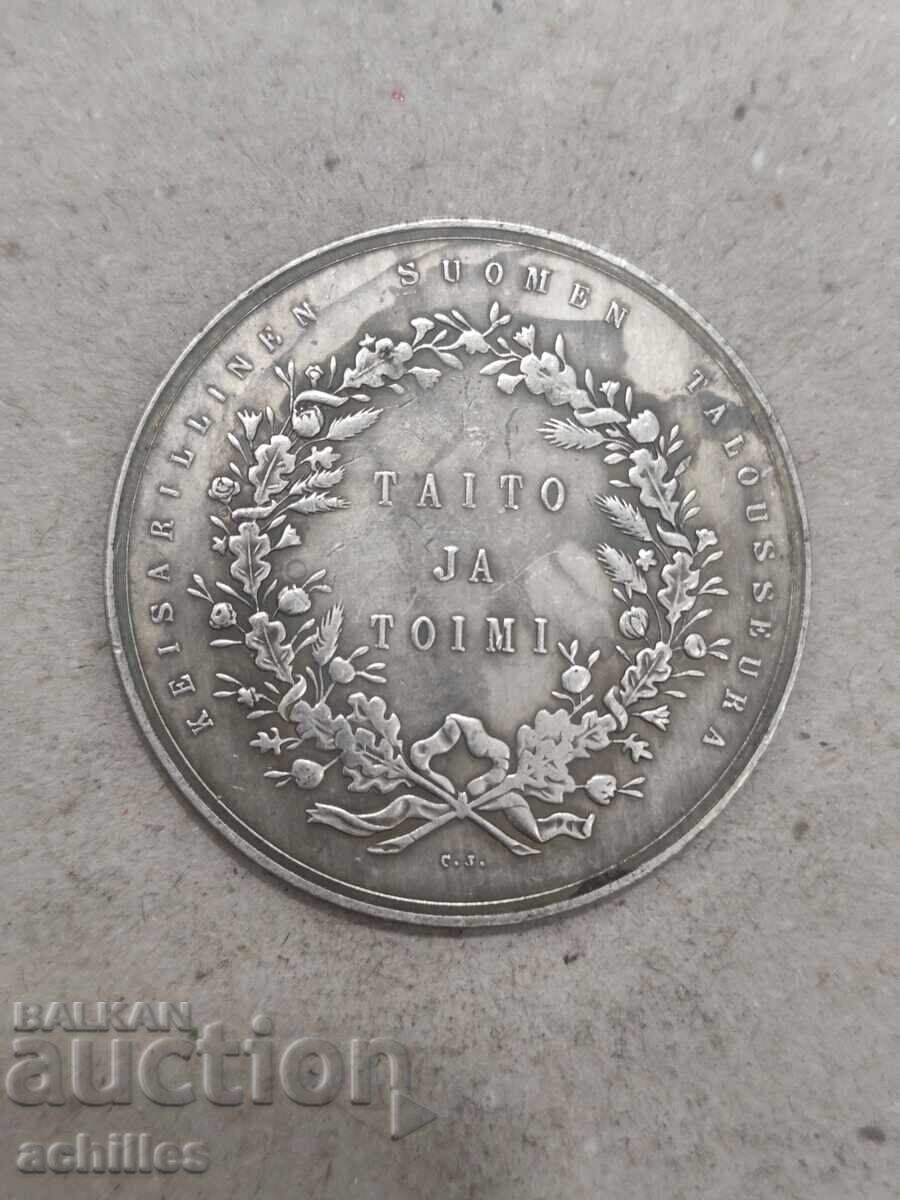 KEISARILLINEN SUOMEN TALOUSSEURA
TAITO
JA
TOIMI.
C.J.
BALKAN
auction
achilles